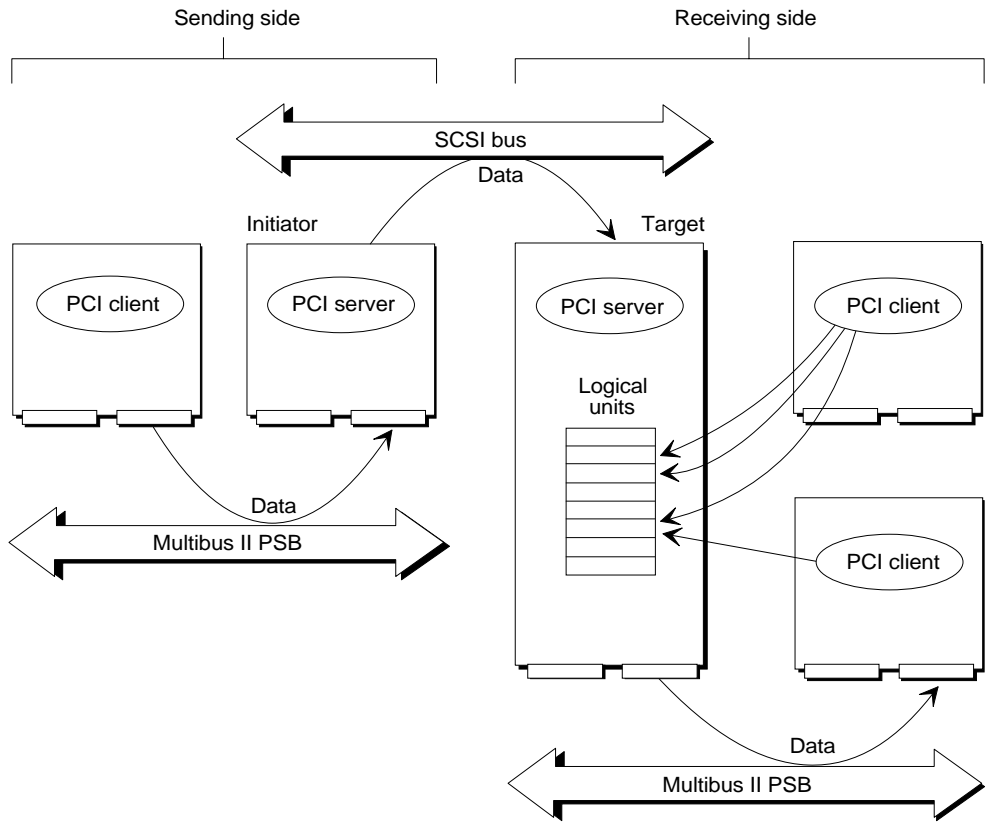 Sending side
Receiving side
SCSI bus
Data
Initiator
Target
PCI client
PCI server
PCI server
PCI client
Logical
units
Data
Multibus II PSB
PCI client
Data
Multibus II PSB